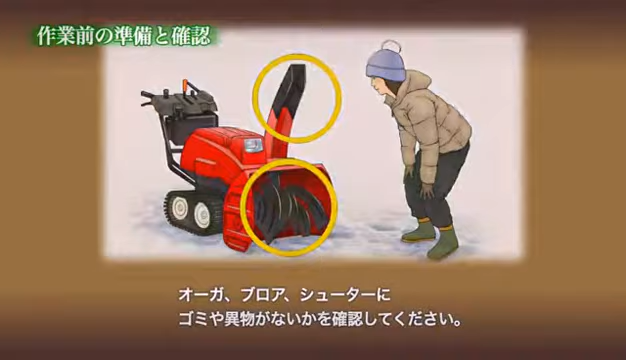 作業前の準備と確認
オーガ、ブロア、シューターに
ゴミや異物がないかを確認してください。